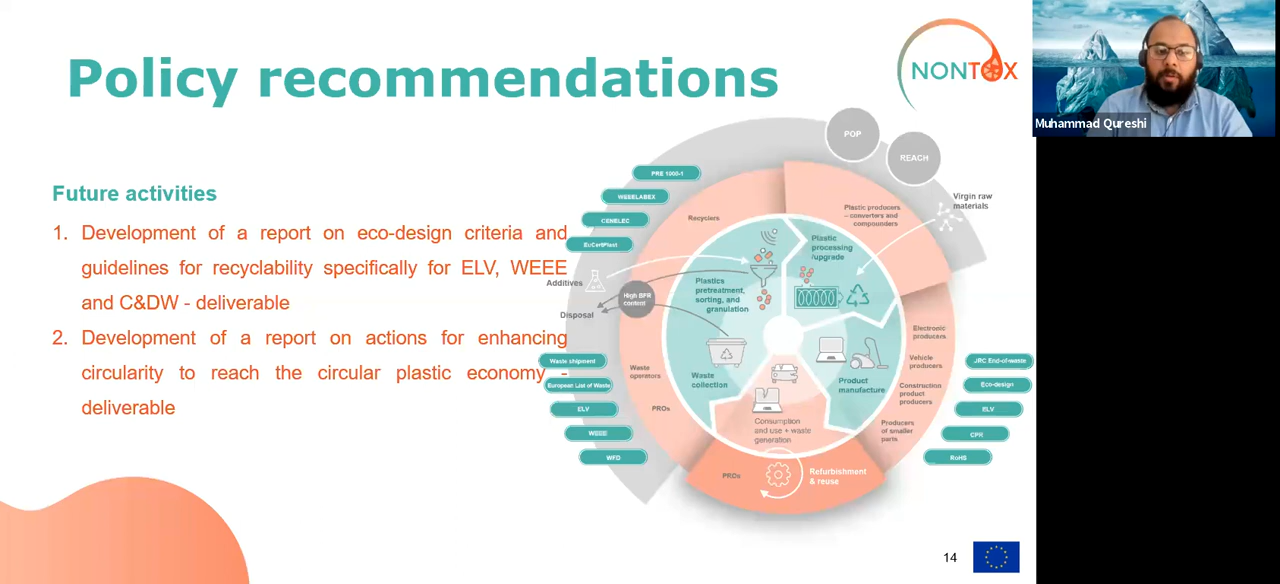 Policy recommendations
NONTOX
Muhammad Qureshi
Future activities
1. Development of a report on eco-design criteria and
guidelines for recyclability specifically for ELV, WEEE
and C&DW - deliverable
2. Development of a report on actions for enhancing
circularity to reach the circular plastic economy -
deliverable
POP
REACH
PRE 1000-1
WEEELABEX
CENELEC
EuCertPlast
Recyclers
Plastic producers
– converters and
compounders
Virgin raw
materials
Plastic
processing
/upgrade
Additives
Plastics
pretreatment,
sorting, and
granulation
High BFR
content
Disposal
Electronic
producers
Vehicle
producers
Construction
product
producers
Producers
of smaller
parts
Waste shipment
European List of Waste
ELV
WEEE
WFD
Waste
operators
PROs
Waste
collection
Product
manufacture
Consumption
and use + waste
generation
JRC End-of-waste
Eco-design
ELV
CPR
RoHS
PROs
Refurbishment
& reuse
14